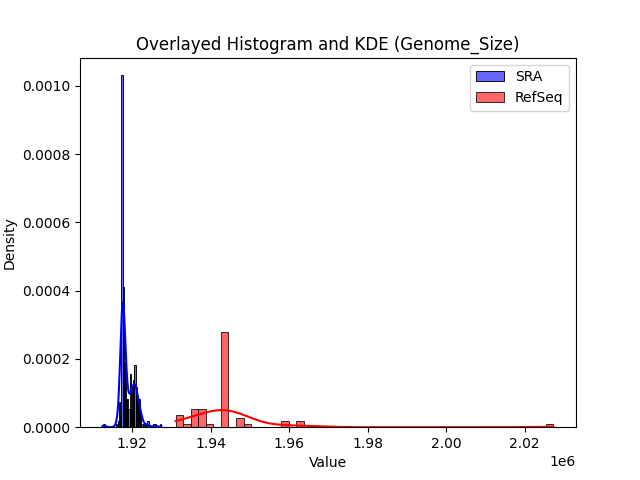 Overlayed Histogram and KDE (Genome_Size)
SRA
RefSeq
Density
0.0010
0.0008
0.0006
0.0004
0.0002
0.0000
1.92 1.94 1.96 1.98 2.00 2.02
1e6
Value